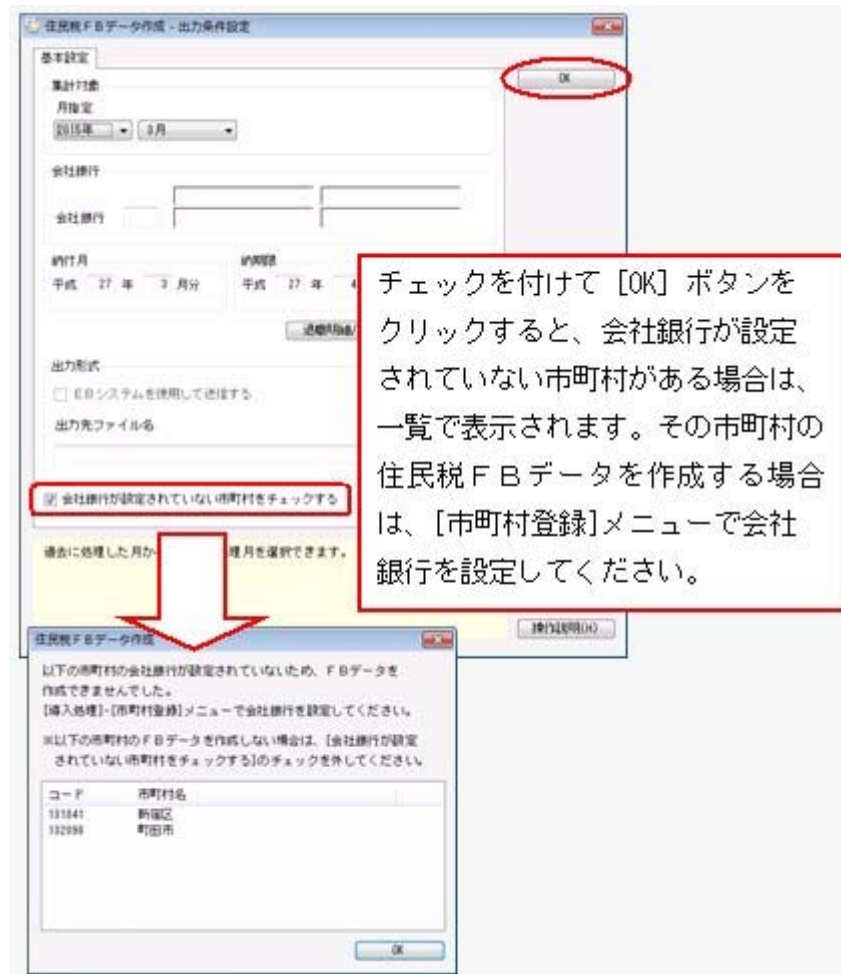 住民税FBデータ作成 - 出力条件設定
基本設定
OK
集計対象
月指定
2015年
3月
会社銀行
会社銀行
納付月
納期限
平成 27 年 3 月分
平成 27 年 4
チェックを付けて［OK］ボタンを
クリックすると、会社銀行が設定
されていない市町村がある場合は、
一覧で表示されます。その市町村の
住民税ＦＢデータを作成する場合
は、[市町村登録]メニューで会社
銀行を設定してください。
退職明細/
出力形式
EBシステムを使用して送信する
出力先ファイル名
会社銀行が設定されていない市町村をチェックする
過去に処理した月か
理月を選択できます。
操作説明(H)
住民税FBデータ作成
以下の市町村の会社銀行が設定されていないため、ＦＢデータを
作成できませんでした。
[導入処理]-[市町村登録]メニューで会社銀行を設定してください。
※以下の市町村のＦＢデータを作成しない場合は、[会社銀行が設定
されていない市町村をチェックする]のチェックを外してください。
コード 市町村名
131041 新宿区
132098 町田市
OK